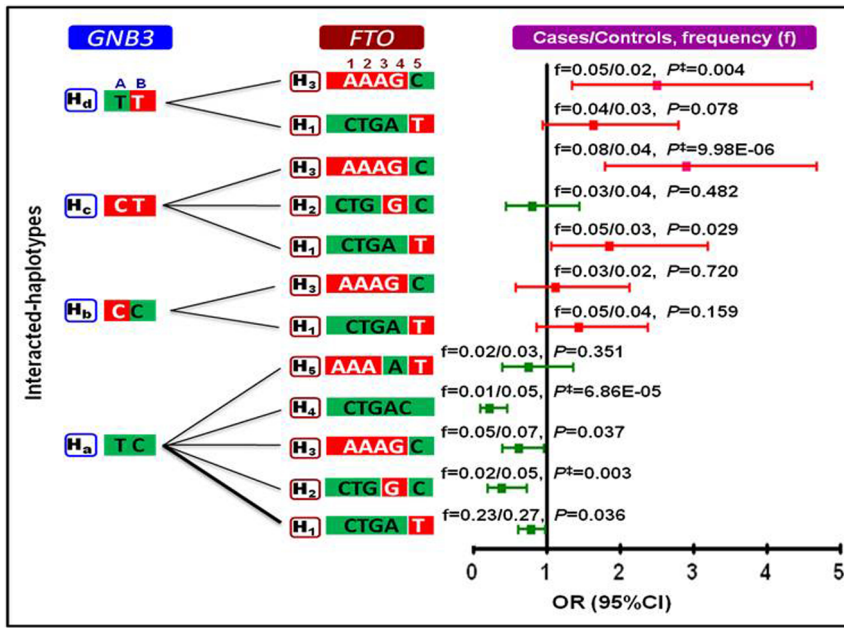 GNB3 FTO Cases/Controls, frequency (f)
A B 1 2 3 4 5
Hd T T H3 AAAG C f=0.05/0.02, P‡=0.004
H1 CTGA T f=0.04/0.03, P=0.078
H3 AAAG C f=0.08/0.04, P‡=9.98E-06
Hc C T H2 CTG G C f=0.03/0.04, P=0.482
H1 CTGA T f=0.05/0.03, P=0.029
H3 AAAG C f=0.03/0.02, P=0.720
Hb C C H1 CTGA T f=0.05/0.04, P=0.159
H5 AAA A T f=0.02/0.03, P=0.351
H4 CTGAC f=0.01/0.05, P‡=6.86E-05
Ha T C H3 AAAG C f=0.05/0.07, P=0.037
H2 CTG G C f=0.02/0.05, P‡=0.003
H1 CTGA T f=0.23/0.27, P=0.036
Interacted-haplotypes
0 1 2 3 4 5
OR (95%CI)